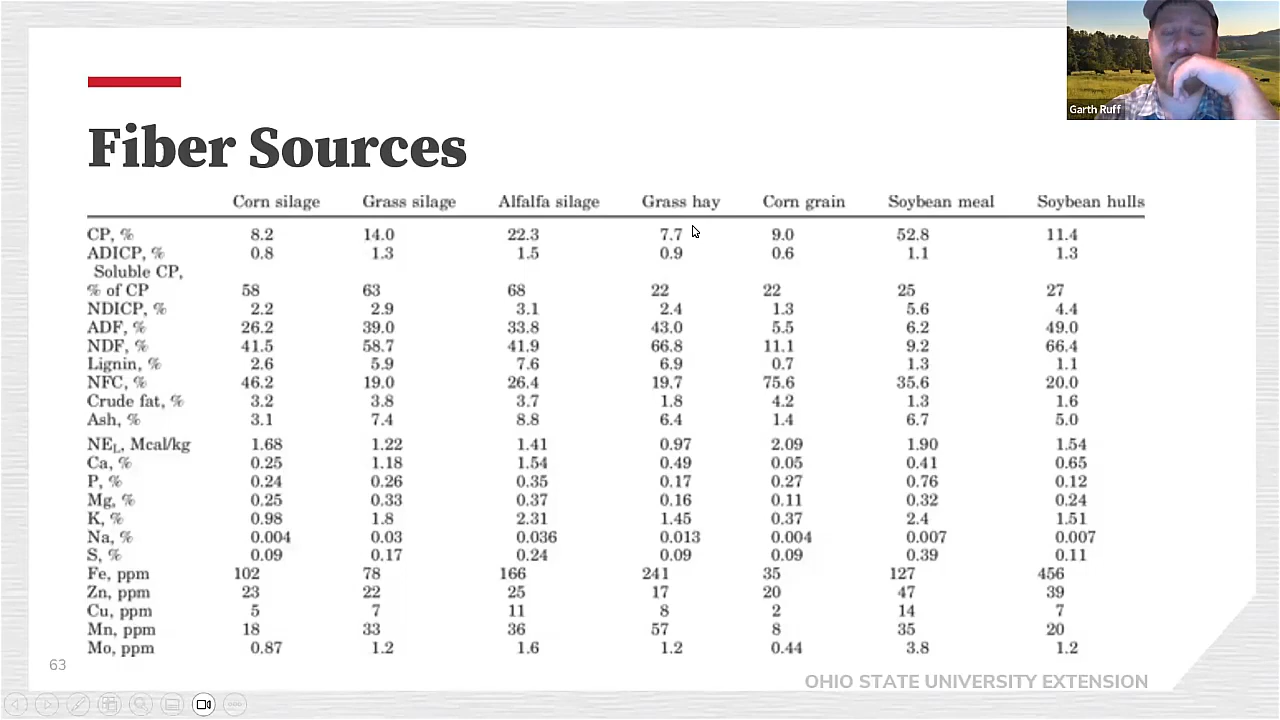 Garth Ruff
Fiber Sources
Corn silage Grass silage Alfalfa silage Grass hay Corn grain Soybean meal Soybean hulls
CP, % 8.2 14.0 22.3 7.7 9.0 52.8 11.4
ADICP, % 0.8 1.3 1.5 0.9 0.6 1.1 1.3
Soluble CP,
% of CP 58 63 68 22 22 25 27
NDICP, % 2.2 2.9 3.1 2.4 1.3 5.6 4.4
ADF, % 26.2 39.0 33.8 43.0 5.5 6.2 49.0
NDF, % 41.5 58.7 41.9 66.8 11.1 9.2 66.4
Lignin, % 2.6 5.9 7.6 6.9 0.7 1.3 1.1
NFC, % 46.2 19.0 26.4 19.7 75.6 35.6 20.0
Crude fat, % 3.2 3.8 3.7 1.8 4.2 1.3 1.6
Ash, % 3.1 7.4 8.8 6.4 1.4 6.7 5.0
NEL, Mcal/kg 1.68 1.22 1.41 0.97 2.09 1.90 1.54
Ca, % 0.25 1.18 1.54 0.49 0.05 0.41 0.65
P, % 0.24 0.26 0.35 0.17 0.27 0.76 0.12
Mg, % 0.25 0.33 0.37 0.16 0.11 0.32 0.24
K, % 0.98 1.8 2.31 1.45 0.37 2.4 1.51
Na, % 0.004 0.03 0.036 0.013 0.004 0.007 0.007
S, % 0.09 0.17 0.24 0.09 0.09 0.39 0.11
Fe, ppm 102 78 166 241 35 127 456
Zn, ppm 23 22 25 17 20 47 39
Cu, ppm 5 7 11 8 2 14 7
Mn, ppm 18 33 36 57 8 35 20
Mo, ppm 0.87 1.2 1.6 1.2 0.44 3.8 1.2
63
OHIO STATE UNIVERSITY EXTENSION